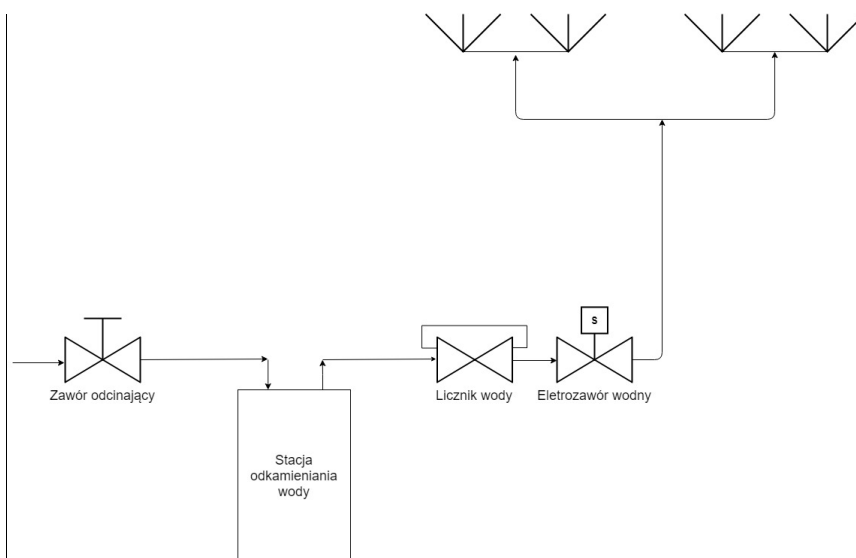 S
Zawór odcinający
Licznik wody
Eletrozawór wodny
Stacja
odkamieniania
wody